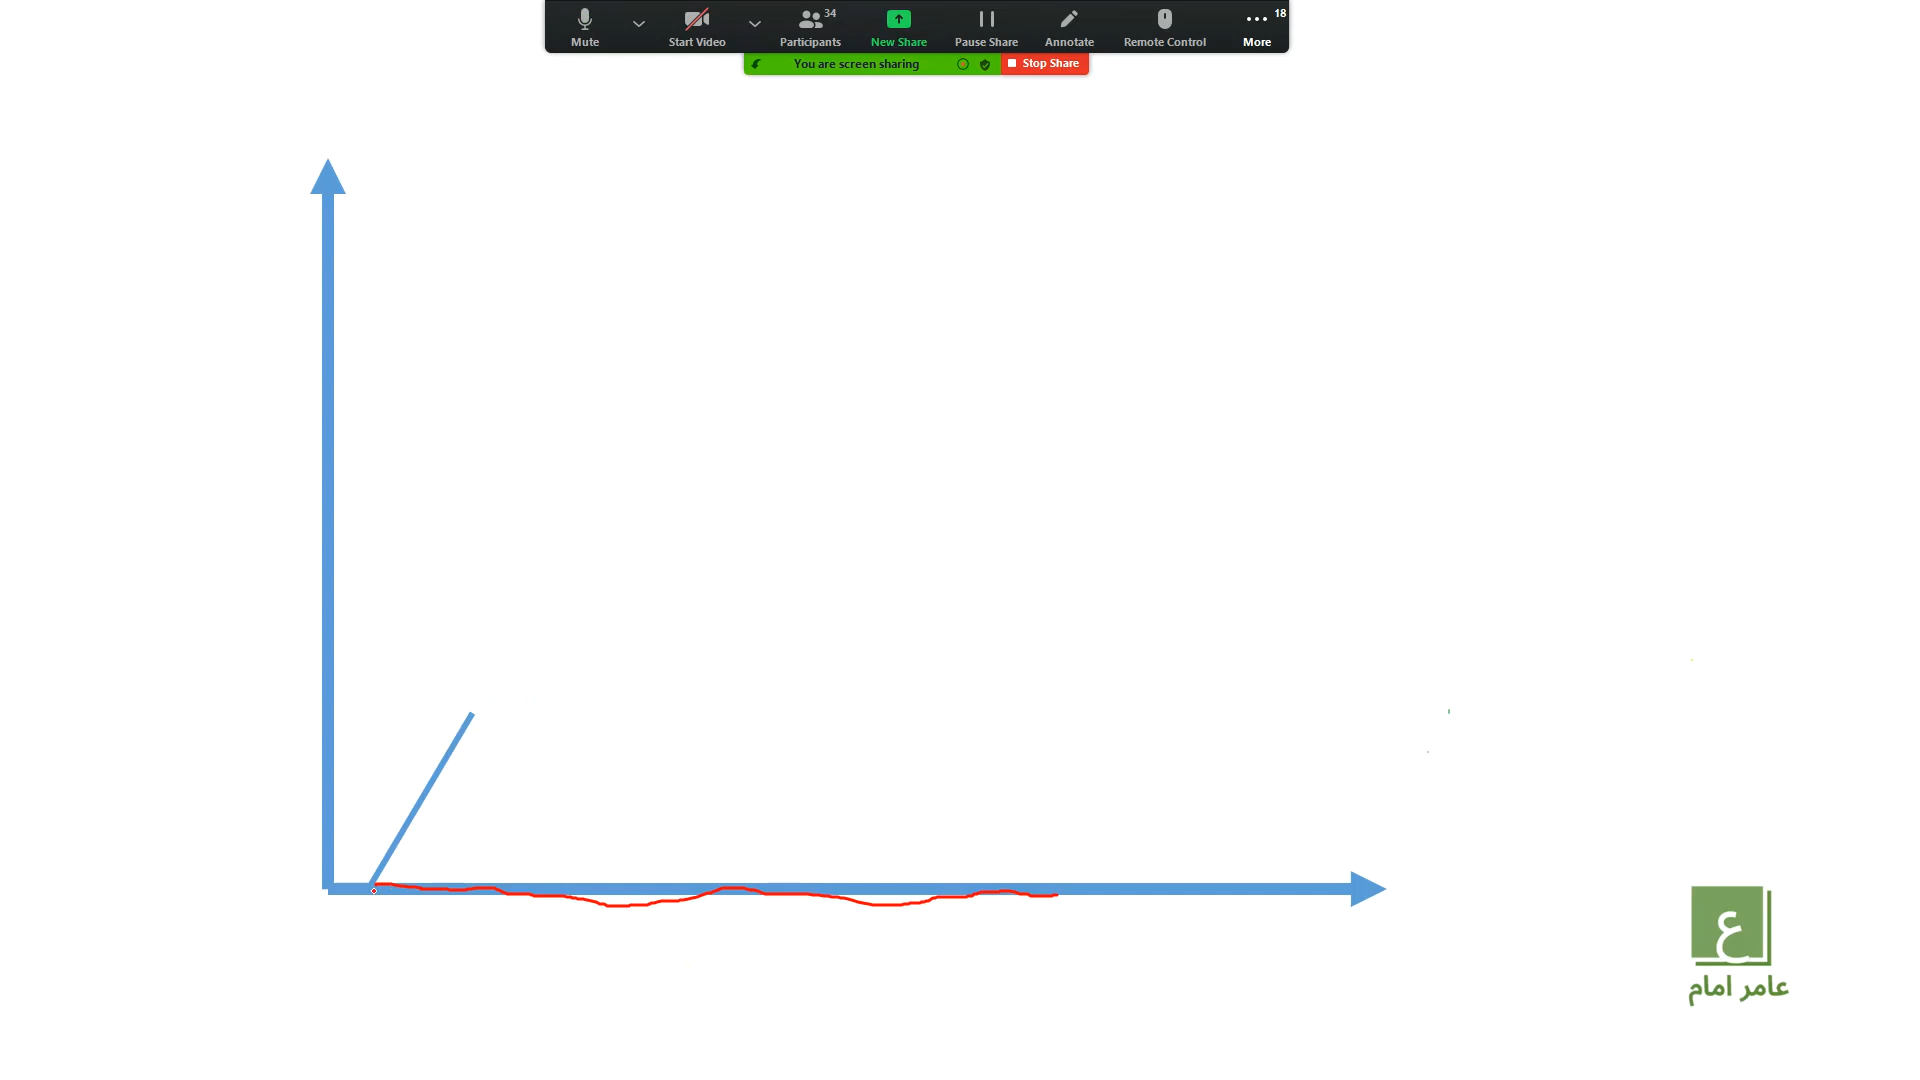 34
18
Mute
Start Video
Participants
New Share
Pause Share
Annotate
Remote Control
More
You are screen sharing
Stop Share
ع
عامر امام